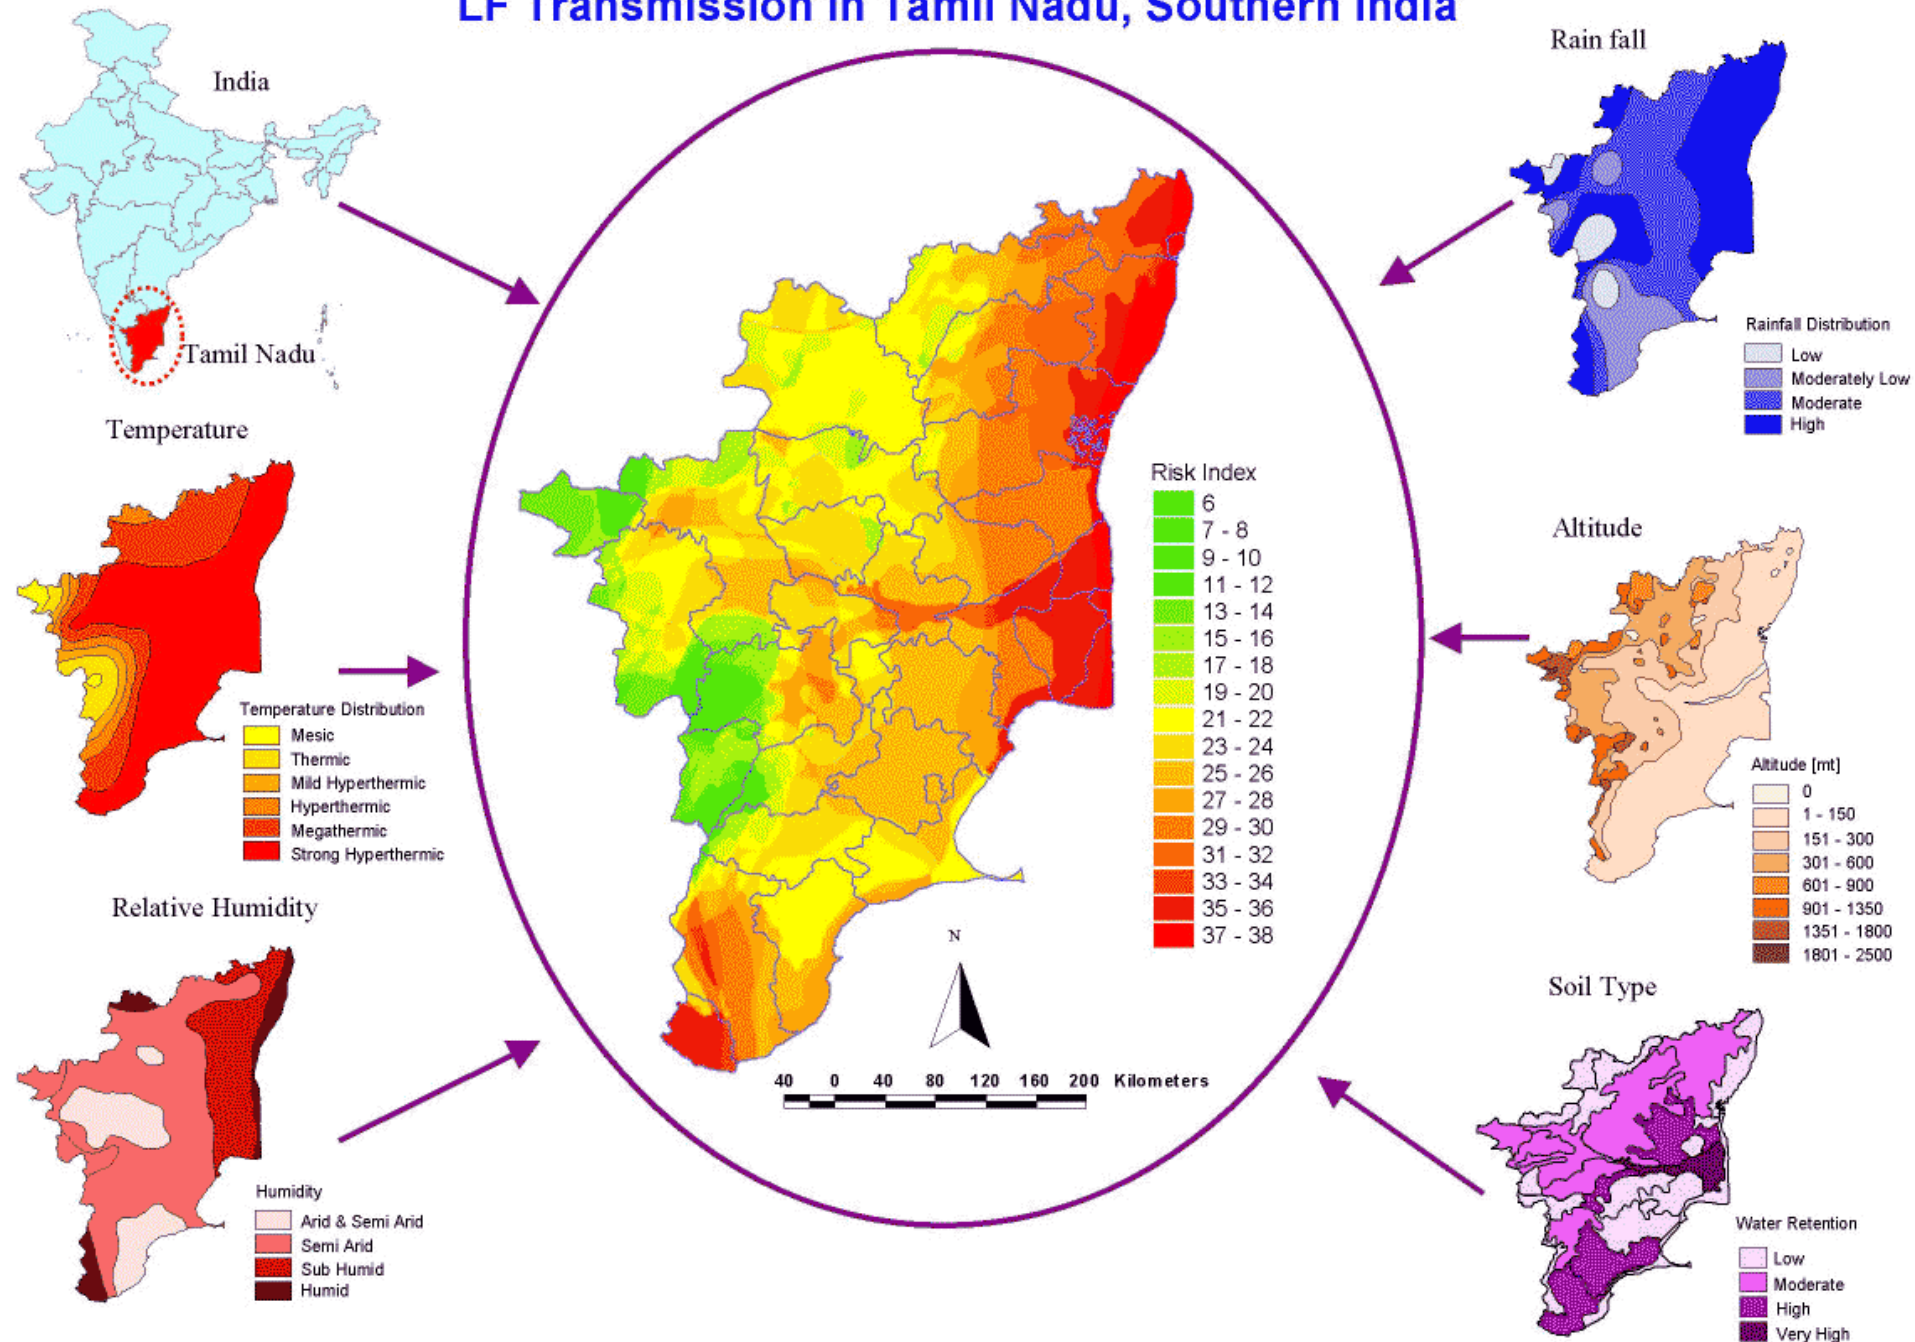 LF Transmission in Tamil Nadu, Southern India
India
Tamil Nadu
Rain fall
Rainfall Distribution
Low
Moderately Low
Moderate
High
Temperature
Temperature Distribution
Mesic
Thermic
Mild Hyperthermic
Hyperthermic
Megathermic
Strong Hyperthermic
Risk Index
6
7 - 8
9 - 10
11 - 12
13 - 14
15 - 16
17 - 18
19 - 20
21 - 22
23 - 24
25 - 26
27 - 28
29 - 30
31 - 32
33 - 34
35 - 36
37 - 38
N
40 0 40 80 120 160 200 Kilometers
Altitude
Altitude [mt]
0
1 - 150
151 - 300
301 - 600
601 - 900
901 - 1350
1351 - 1800
1801 - 2500
Relative Humidity
Humidity
Arid & Semi Arid
Semi Arid
Sub Humid
Humid
Soil Type
Water Retention
Low
Moderate
High
Very High